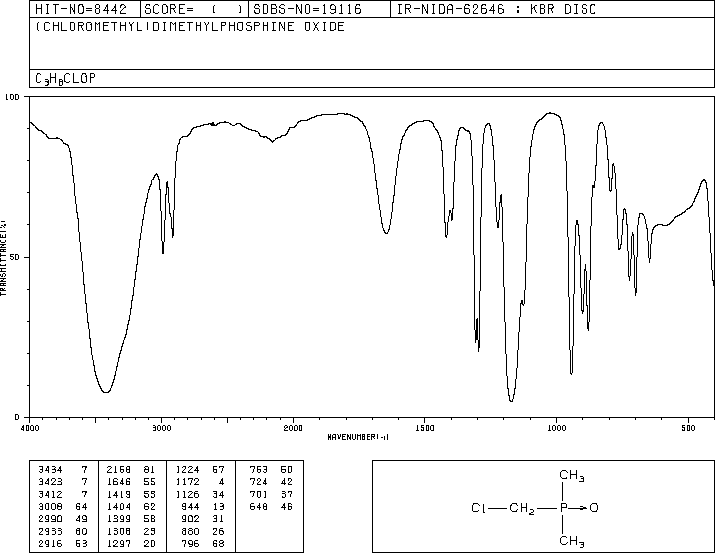 HIT-NO=8442 SCORE= ( ) SDBS-NO=19116 IR-NIDA-62646 : KBR DISC
(CHLOROMETHYL)DIMETHYLPHOSPHINE OXIDE
C3H8CLOP
100
50
0
TRANSMITTANCE(%)
4000 3000 2000 1500 1000 500
WAVENUMBER(-1)
3434 7 2168 81 1224 57 763 50
3423 7 1646 55 1172 4 724 42
3412 7 1419 55 1126 34 701 37
3008 64 1404 62 944 13 648 46
2990 49 1399 58 902 31
2933 60 1308 23 880 26
2916 53 1297 20 796 68
CH3
Cl CH2 P O
CH3